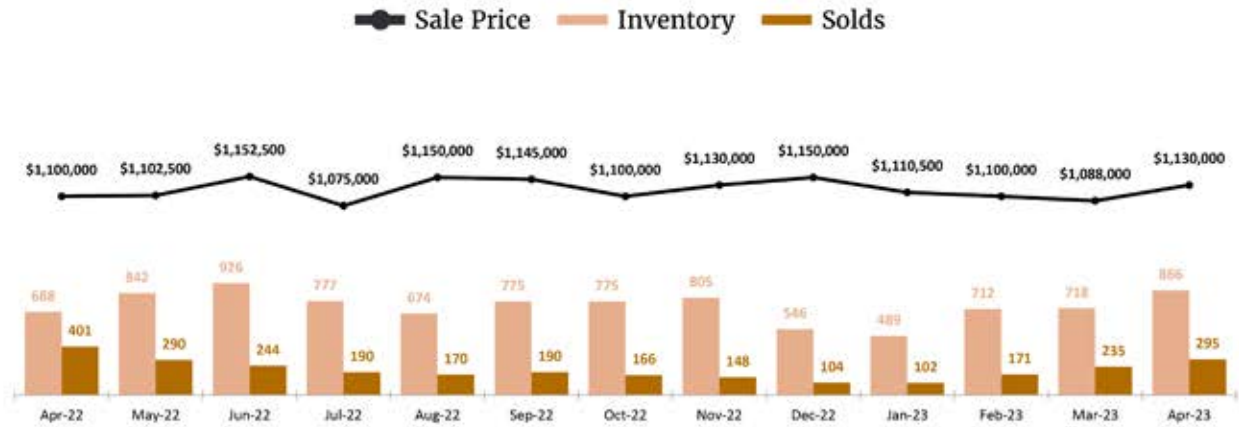 Sale Price Inventory Solds
$1,100,000 $1,102,500 $1,152,500 $1,075,000 $1,150,000 $1,145,000 $1,100,000 $1,130,000 $1,150,000 $1,110,500 $1,100,000 $1,088,000 $1,130,000
688 842 926 777 674 775 775 805 546 489 712 718 866
401 290 244 190 170 190 166 148 104 102 171 235 295
Apr-22 May-22 Jun-22 Jul-22 Aug-22 Sep-22 Oct-22 Nov-22 Dec-22 Jan-23 Feb-23 Mar-23 Apr-23